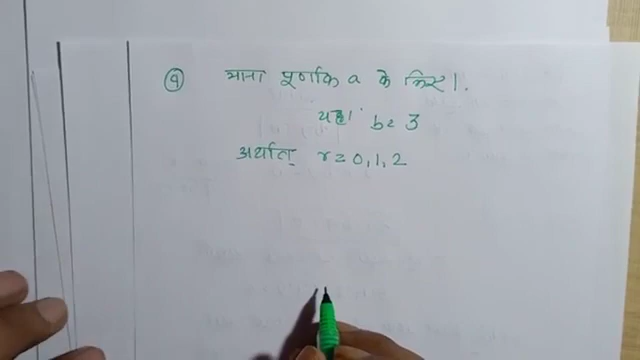 (9) माना पूर्णांक a के लिए।
यहां b = 3
अर्थात् r = 0, 1, 2